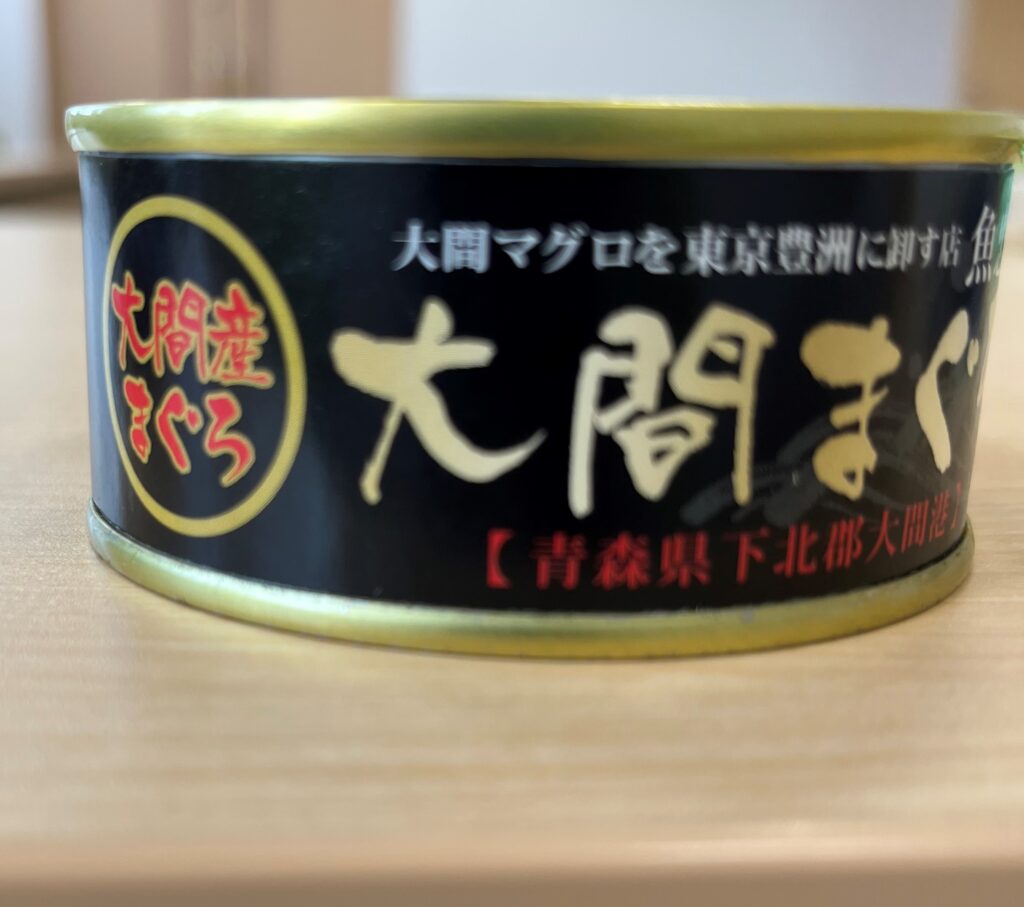 大間産
まぐろ
大間マグロを東京豊洲に卸す店 魚
大間まぐ
【青森県下北郡大間港】